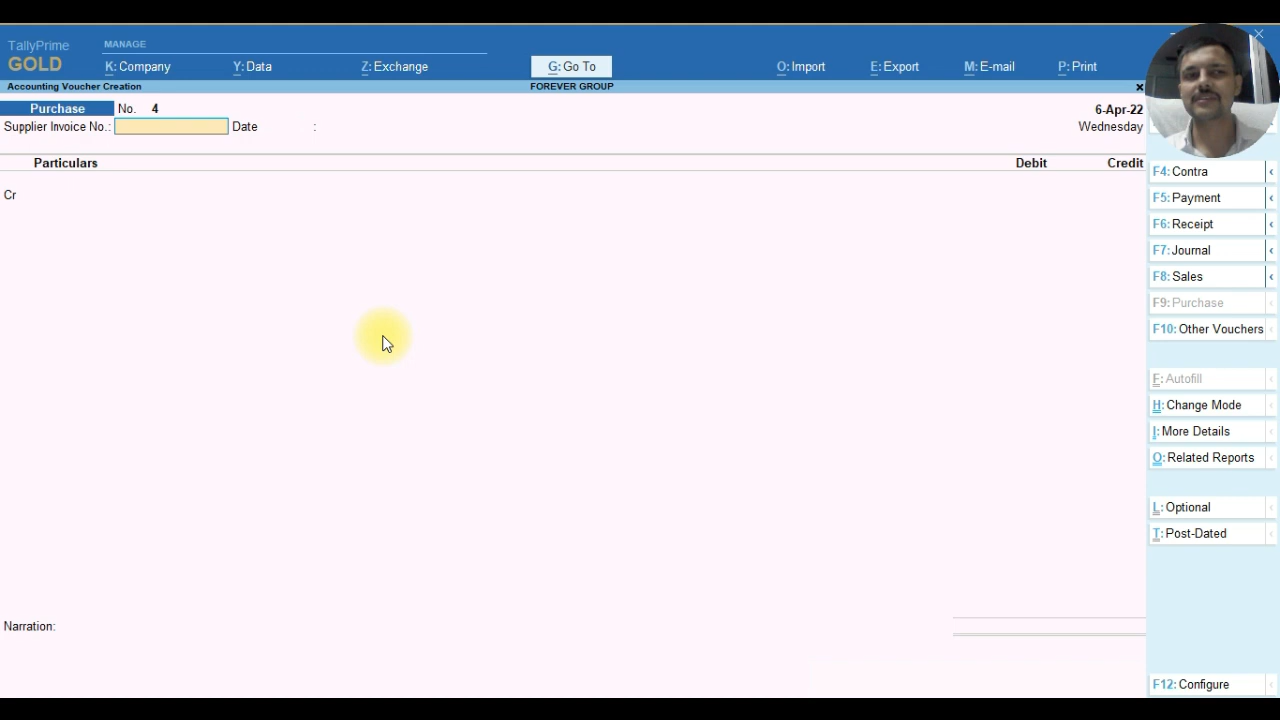 TallyPrime
GOLD
MANAGE
K: Company Y: Data Z: Exchange G: Go To O: Import E: Export M: E-mail P: Print
Accounting Voucher Creation FOREVER GROUP
Purchase No. 4 6-Apr-22
Supplier Invoice No.: Date : Wednesday
Particulars Debit Credit
Cr
Narration:
F4: Contra
F5: Payment
F6: Receipt
F7: Journal
F8: Sales
F9: Purchase
F10: Other Vouchers
F: Autofill
H: Change Mode
I: More Details
O: Related Reports
L: Optional
T: Post-Dated
F12: Configure